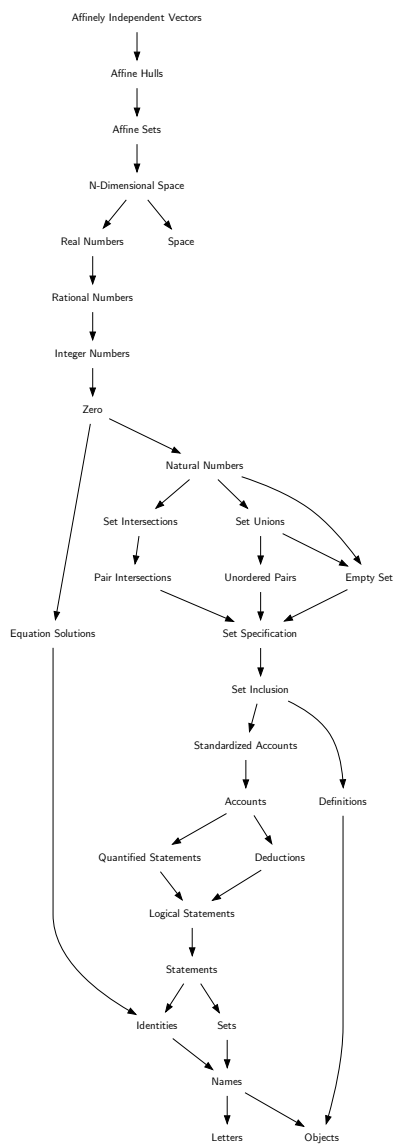 Affinely Independent Vectors
Affine Hulls
Affine Sets
N-Dimensional Space
Real Numbers
Space
Rational Numbers
Integer Numbers
Zero
Natural Numbers
Set Intersections
Set Unions
Pair Intersections
Unordered Pairs
Empty Set
Equation Solutions
Set Specification
Set Inclusion
Standardized Accounts
Accounts
Definitions
Quantified Statements
Deductions
Logical Statements
Statements
Identities
Sets
Names
Letters
Objects